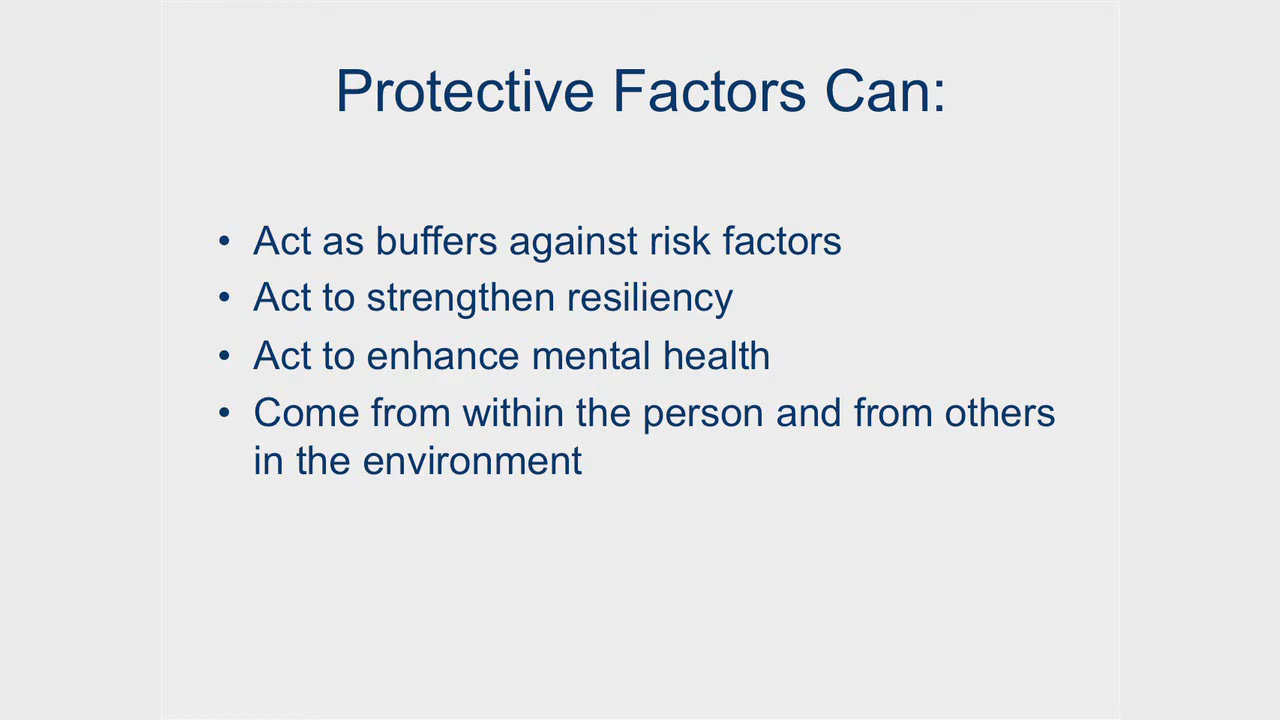 Protective Factors Can:
• Act as buffers against risk factors
• Act to strengthen resiliency
• Act to enhance mental health
• Come from within the person and from others
in the environment